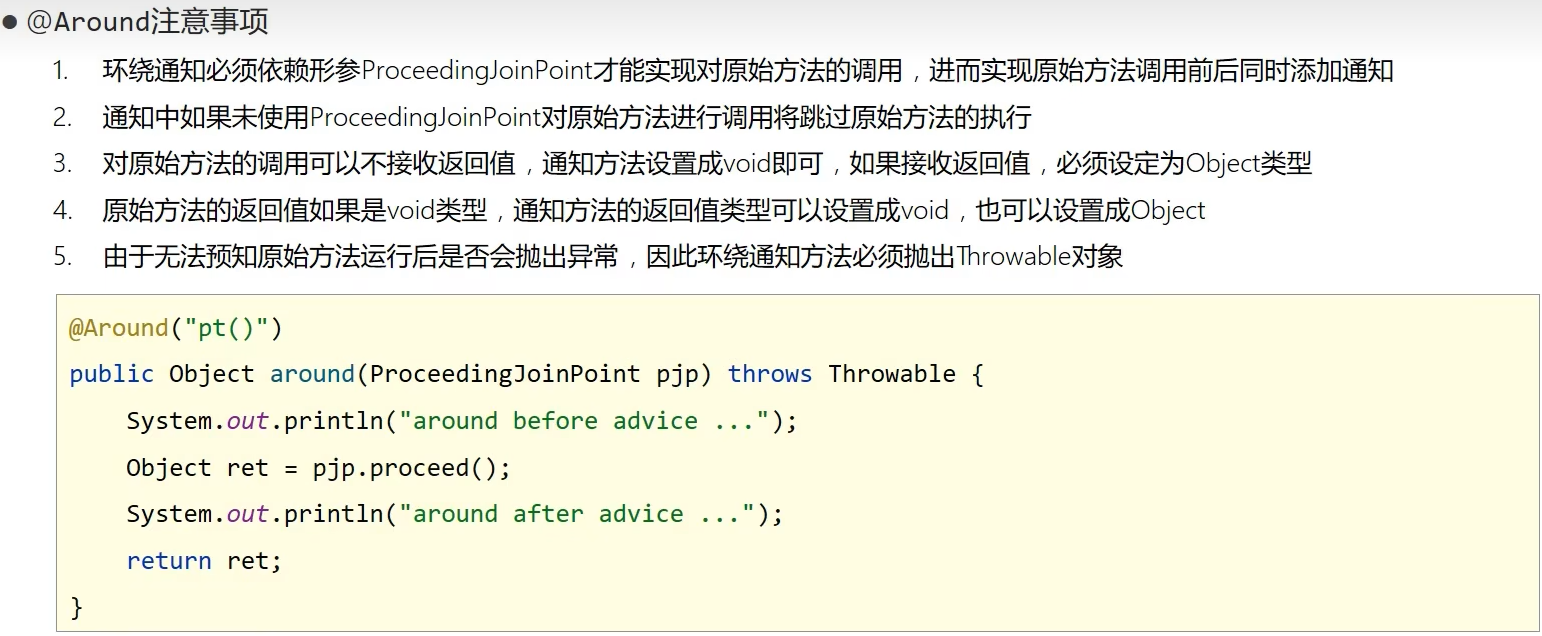 ● @Around注意事项
1. 环绕通知必须依赖形参ProceedingJoinPoint才能实现对原始方法的调用，进而实现原始方法调用前后同时添加通知
2. 通知中如果未使用ProceedingJoinPoint对原始方法进行调用将跳过原始方法的执行
3. 对原始方法的调用可以不接收返回值，通知方法设置成void即可，如果接收返回值，必须设定为Object类型
4. 原始方法的返回值如果是void类型，通知方法的返回值类型可以设置成void，也可以设置成Object
5. 由于无法预知原始方法运行后是否会抛出异常，因此环绕通知方法必须抛出Throwable对象
@Around("pt()")
public Object around(ProceedingJoinPoint pjp) throws Throwable {
    System.out.println("around before advice ...");
    Object ret = pjp.proceed();
    System.out.println("around after advice ...");
    return ret;
}